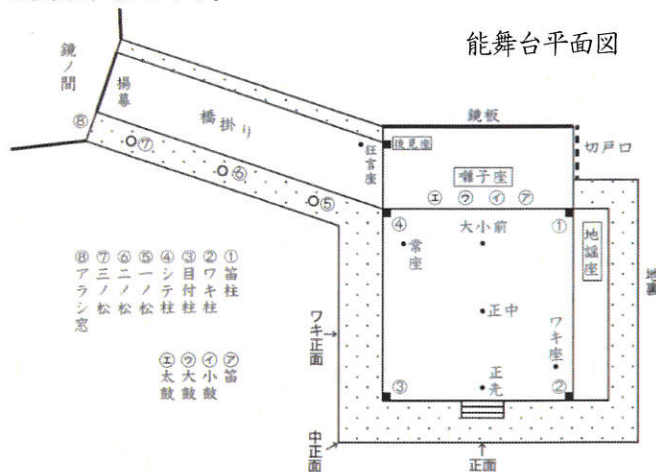 能舞台平面図
鏡ノ間
揚幕
橋掛り
鏡板
切戸口
狂言座
後見座
囃子座
㋓ ㋒ ㋑ ㋐
⑧
⑦
⑥
⑤
④
①
大小前
常座
地謡座
地裏
正中
ワキ座
ワキ正面
正先
③
②
中正面
正面
①笛柱
②ワキ柱
③目付柱
④シテ柱
⑤一ノ松
⑥二ノ松
⑦三ノ松
⑧アラシ窓
㋐笛
㋑小鼓
㋒大鼓
㋓太鼓